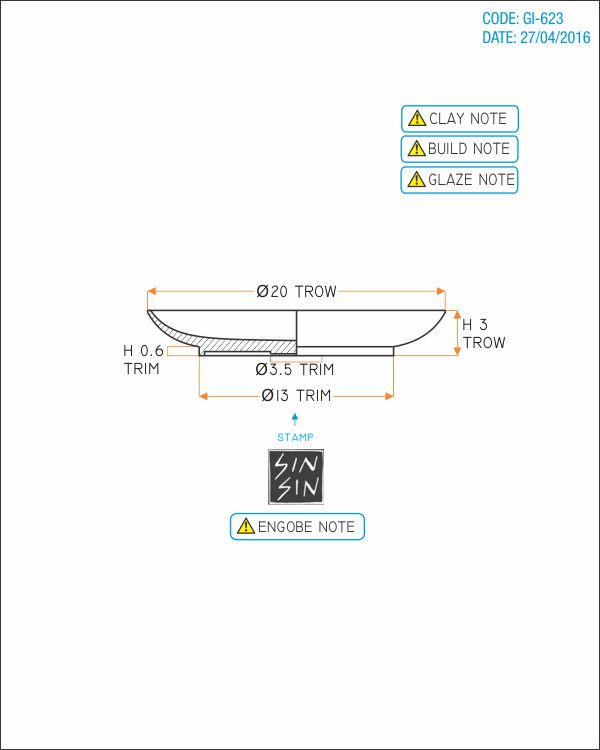 CODE: GI-623
DATE: 27/04/2016
CLAY NOTE
BUILD NOTE
GLAZE NOTE
Ø20 TROW
H 3
TROW
H 0.6
TRIM
Ø3.5 TRIM
Ø13 TRIM
STAMP
SIN
SIN
ENGOBE NOTE